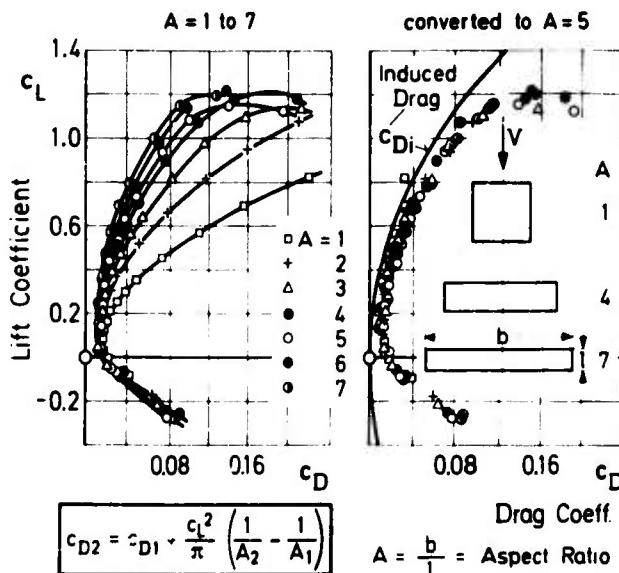 A = 1 to 7
converted to A = 5
1.4
c_L
1.0
0.6
0.2
-0.2
Lift Coefficient
0.08
0.16
c_D
A = 1
2
3
4
5
6
7
Induced
Drag
c_Di
V
A
1
4
b
l
7
0.08
0.16
c_D
Drag Coeff.
c_D2 = c_D1 + c_L^2/π (1/A_2 - 1/A_1)
A = b/l = Aspect Ratio